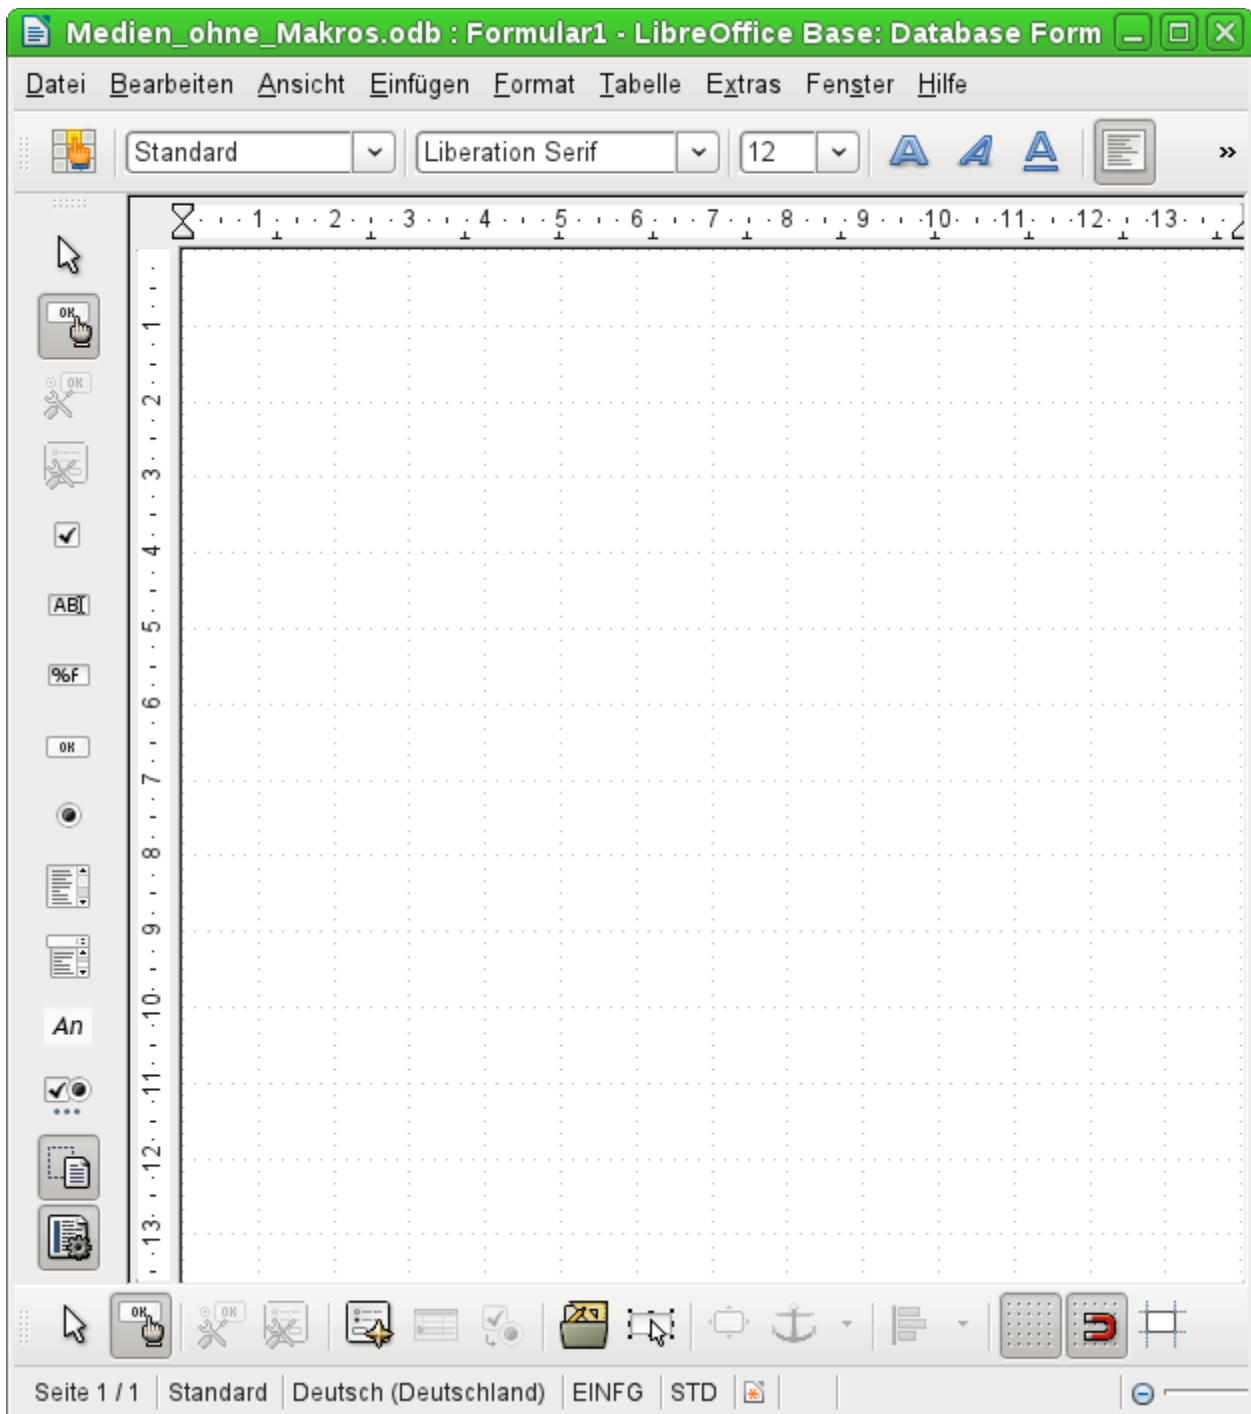 Medien_ohne_Makros.odb : Formular1 - LibreOffice Base: Database Form
Datei Bearbeiten Ansicht Einfügen Format Tabelle Extras Fenster Hilfe
Standard Liberation Serif 12 A A A »
1 2 3 4 5 6 7 8 9 10 11 12 13
OK
1
OK
2
3
4
ABI
5
%f
6
OK
7
8
9
An
10
11
12
13
OK OK
Seite 1 / 1 Standard Deutsch (Deutschland) EINFG STD